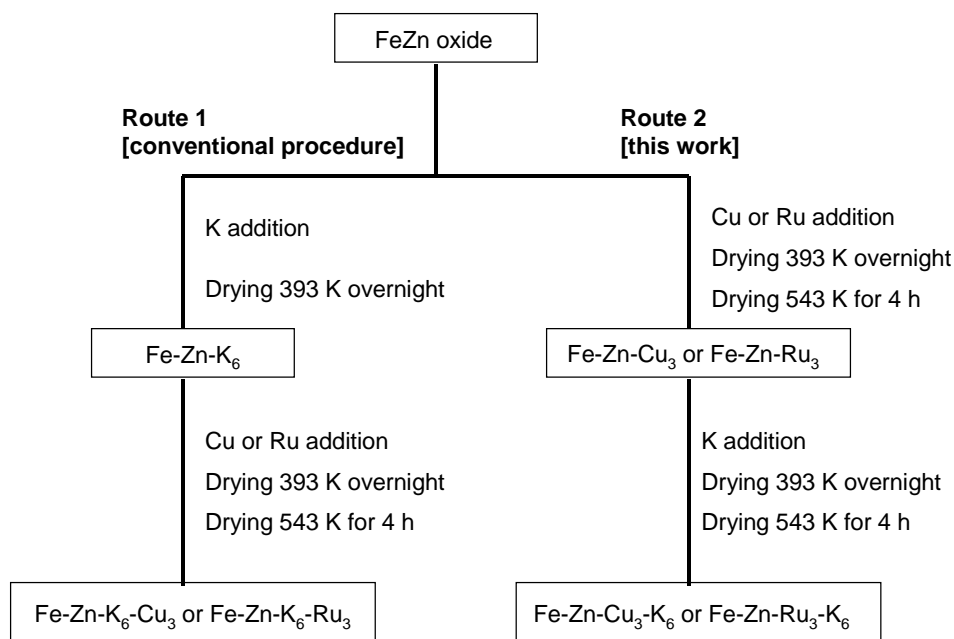 FeZn oxide
Route 1
[conventional procedure]
Route 2
[this work]
K addition
Drying 393 K overnight
Cu or Ru addition
Drying 393 K overnight
Drying 543 K for 4 h
Fe-Zn-K₆
Fe-Zn-Cu₃ or Fe-Zn-Ru₃
Cu or Ru addition
Drying 393 K overnight
Drying 543 K for 4 h
K addition
Drying 393 K overnight
Drying 543 K for 4 h
Fe-Zn-K₆-Cu₃ or Fe-Zn-K₆-Ru₃
Fe-Zn-Cu₃-K₆ or Fe-Zn-Ru₃-K₆